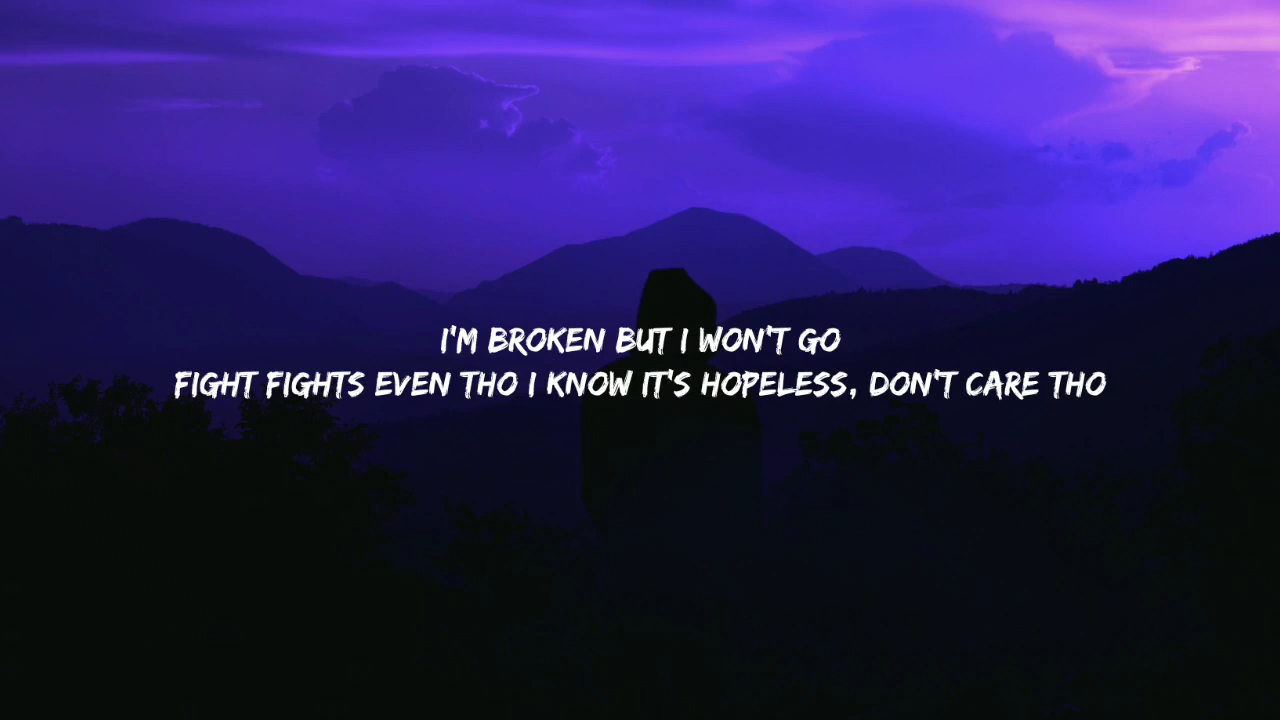 I'M BROKEN BUT I WON'T GO
FIGHT FIGHTS EVEN THO I KNOW IT'S HOPELESS, DON'T CARE THO